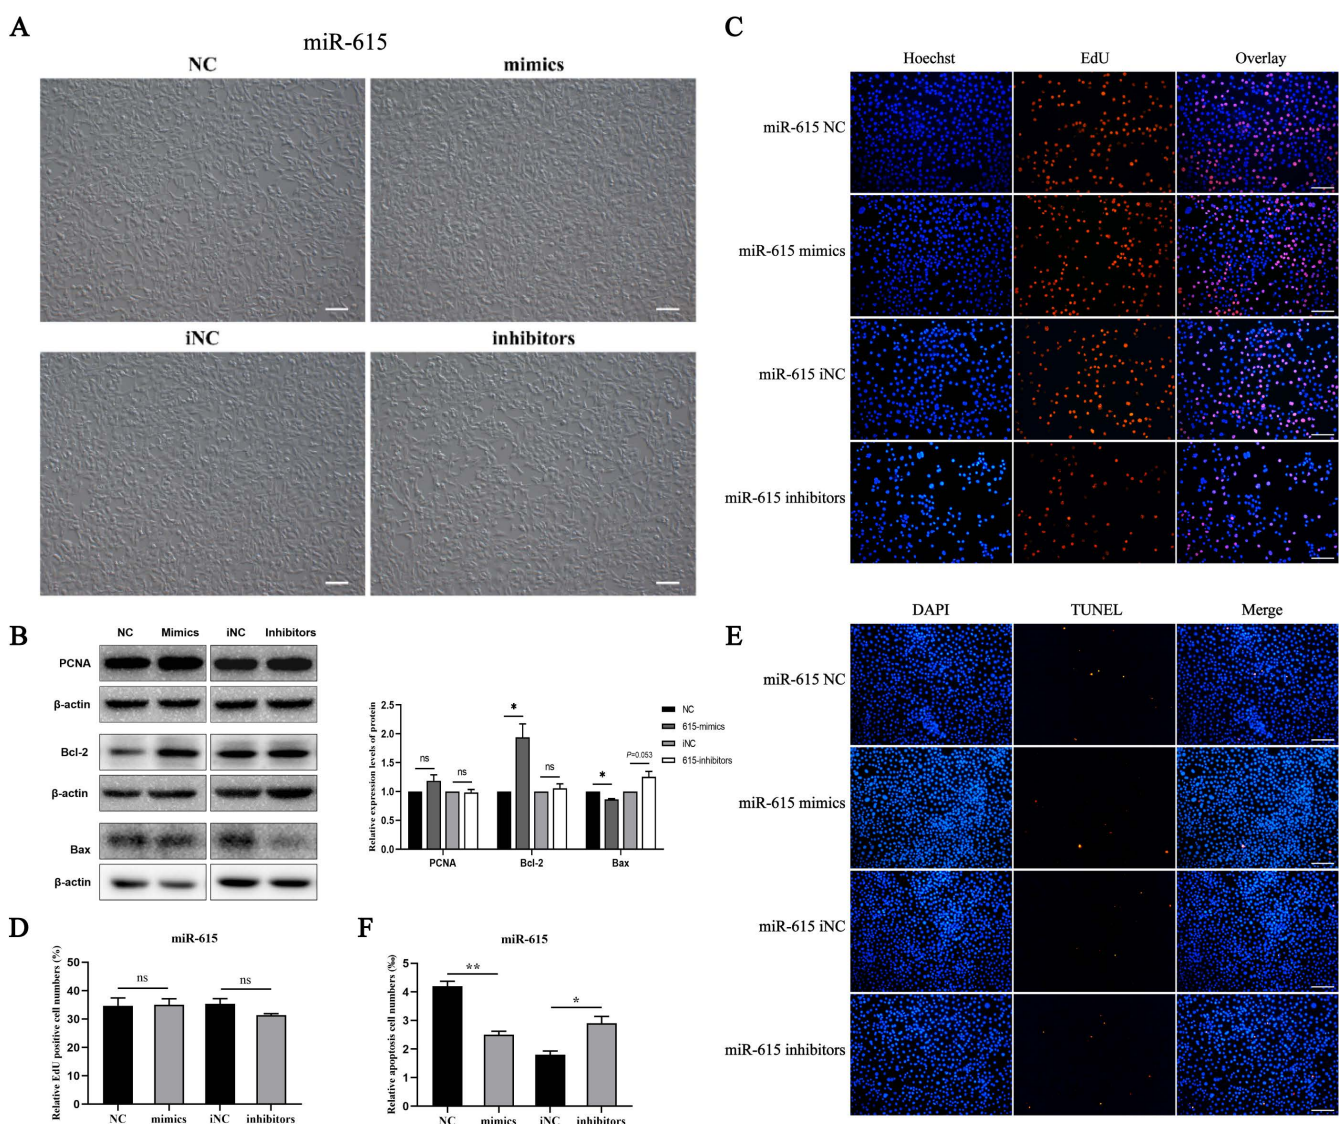 A
miR-615
NC
mimics
iNC
inhibitors
B
NC Mimics iNC Inhibitors
PCNA
β-actin
Bcl-2
β-actin
Bax
β-actin
Relative expression levels of protein
2.5
2.0
1.5
1.0
0.5
0.0
ns
ns
*
ns
*
P=0.053
PCNA
Bcl-2
Bax
NC
615-mimics
iNC
615-inhibitors
C
Hoechst
EdU
Overlay
miR-615 NC
miR-615 mimics
miR-615 iNC
miR-615 inhibitors
D
miR-615
Relative EdU positive cell numbers (%)
50
40
30
20
10
0
ns
ns
NC
mimics
iNC
inhibitors
E
DAPI
TUNEL
Merge
miR-615 NC
miR-615 mimics
miR-615 iNC
miR-615 inhibitors
F
miR-615
Relative apoptosis cell numbers (‰)
5
4
3
2
1
0
**
*
NC
mimics
iNC
inhibitors